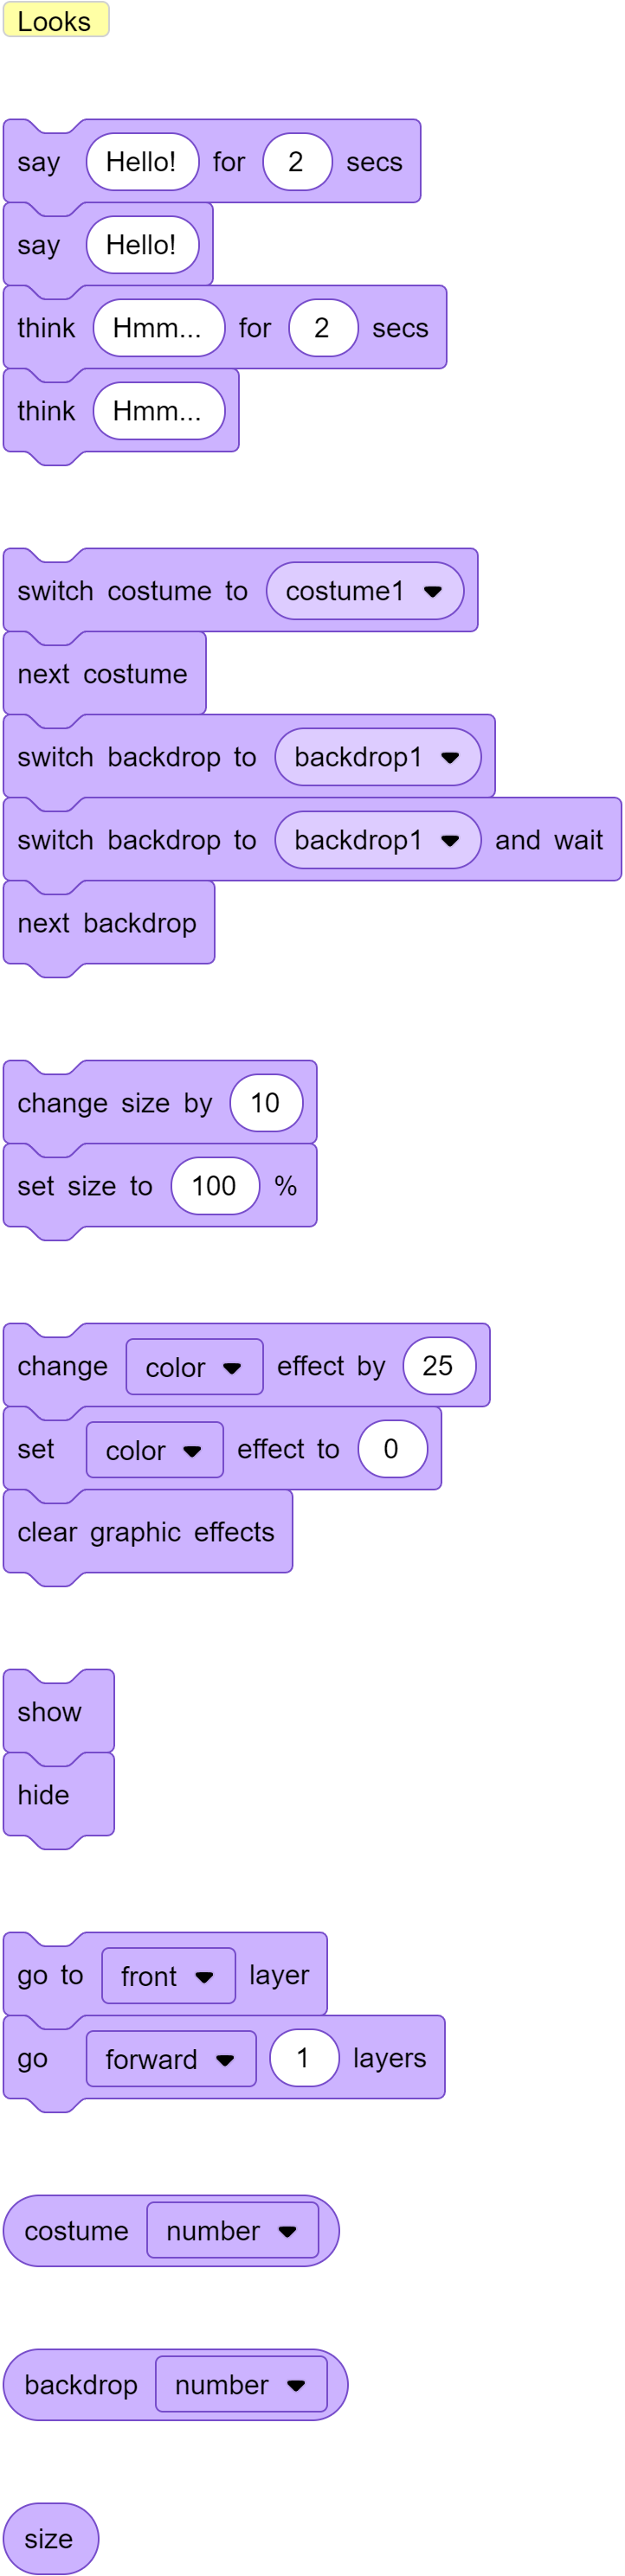 Looks
say Hello! for 2 secs
say Hello!
think Hmm... for 2 secs
think Hmm...
switch costume to costume1
next costume
switch backdrop to backdrop1
switch backdrop to backdrop1 and wait
next backdrop
change size by 10
set size to 100 %
change color effect by 25
set color effect to 0
clear graphic effects
show
hide
go to front layer
go forward 1 layers
costume number
backdrop number
size